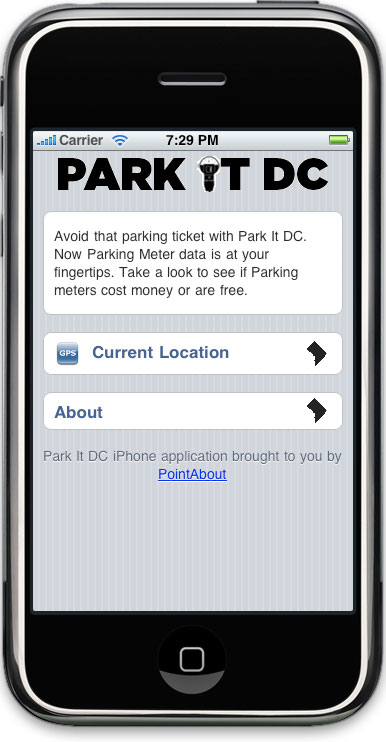 Carrier 7:29 PM
PARK IT DC
Avoid that parking ticket with Park It DC.
Now Parking Meter data is at your
fingertips. Take a look to see if Parking
meters cost money or are free.
GPS Current Location
About
Park It DC iPhone application brought to you by
PointAbout